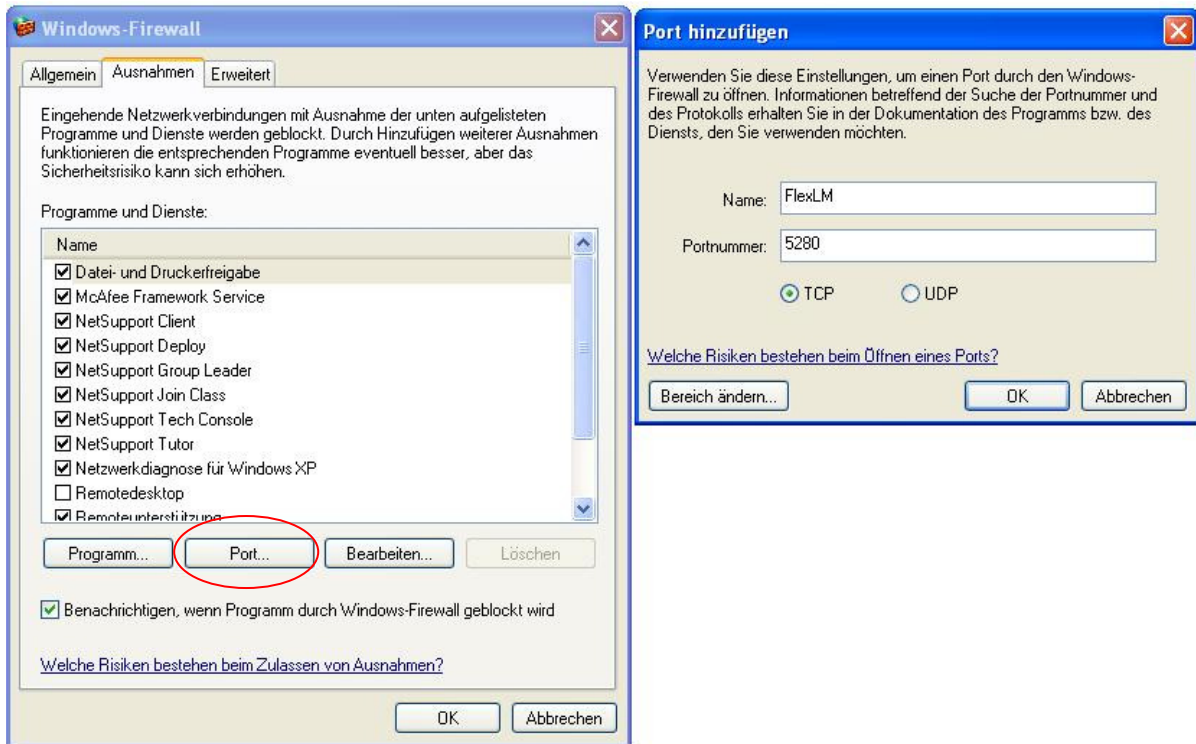 Windows-Firewall
Allgemein Ausnahmen Erweitert
Eingehende Netzwerkverbindungen mit Ausnahme der unten aufgelisteten
Programme und Dienste werden geblockt. Durch Hinzufügen weiterer Ausnahmen
funktionieren die entsprechenden Programme eventuell besser, aber das
Sicherheitsrisiko kann sich erhöhen.
Programme und Dienste:
Name
Datei- und Druckerfreigabe
McAfee Framework Service
NetSupport Client
NetSupport Deploy
NetSupport Group Leader
NetSupport Join Class
NetSupport Tech Console
NetSupport Tutor
Netzwerkdiagnose für Windows XP
Remotedesktop
Remoteunterstützung
Programm... Port... Bearbeiten... Löschen
Benachrichtigen, wenn Programm durch Windows-Firewall geblockt wird
Welche Risiken bestehen beim Zulassen von Ausnahmen?
OK Abbrechen
Port hinzufügen
Verwenden Sie diese Einstellungen, um einen Port durch den Windows-
Firewall zu öffnen. Informationen betreffend der Suche der Portnummer und
des Protokolls erhalten Sie in der Dokumentation des Programms bzw. des
Diensts, den Sie verwenden möchten.
Name: FlexLM
Portnummer: 5280
TCP UDP
Welche Risiken bestehen beim Öffnen eines Ports?
Bereich ändern... OK Abbrechen